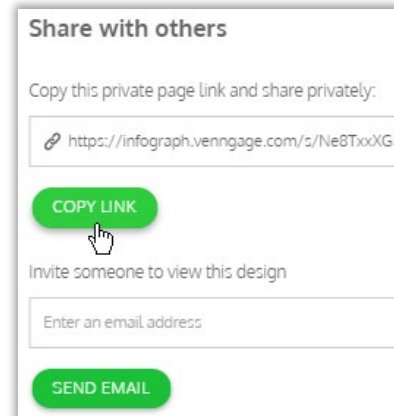 Share with others
Copy this private page link and share privately:
https://infograph.venngage.com/s/Ne8TxxXG
COPY LINK
Invite someone to view this design
Enter an email address
SEND EMAIL